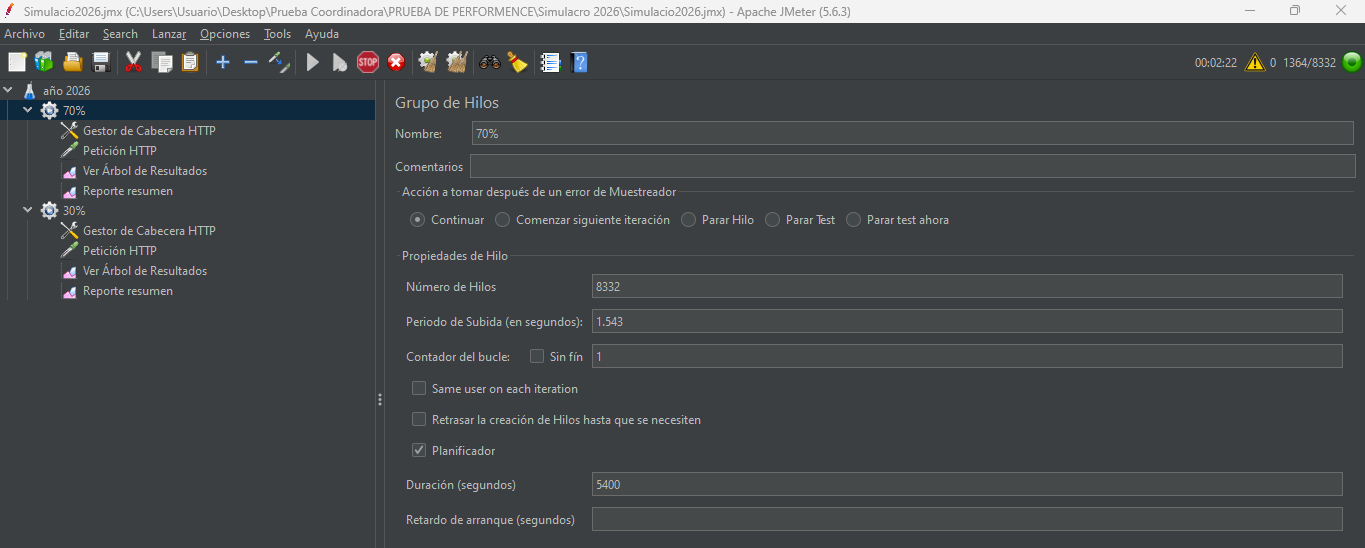 Simulacio2026.jmx (C:\Users\Usuario\Desktop\Prueba Coordinadora\PRUEBA DE PERFORMENCE\Simulacro 2026\Simulacio2026.jmx) - Apache JMeter (5.6.3)
Archivo Editar Search Lanzar Opciones Tools Ayuda
STOP 00:02:22 0 1364/8332
año 2026
70%
Gestor de Cabecera HTTP
Petición HTTP
Ver Árbol de Resultados
Reporte resumen
30%
Gestor de Cabecera HTTP
Petición HTTP
Ver Árbol de Resultados
Reporte resumen
Grupo de Hilos
Nombre: 70%
Comentarios
Acción a tomar después de un error de Muestreador
Continuar Comenzar siguiente iteración Parar Hilo Parar Test Parar test ahora
Propiedades de Hilo
Número de Hilos 8332
Periodo de Subida (en segundos): 1.543
Contador del bucle: Sin fín 1
Same user on each iteration
Retrasar la creación de Hilos hasta que se necesiten
Planificador
Duración (segundos) 5400
Retardo de arranque (segundos)